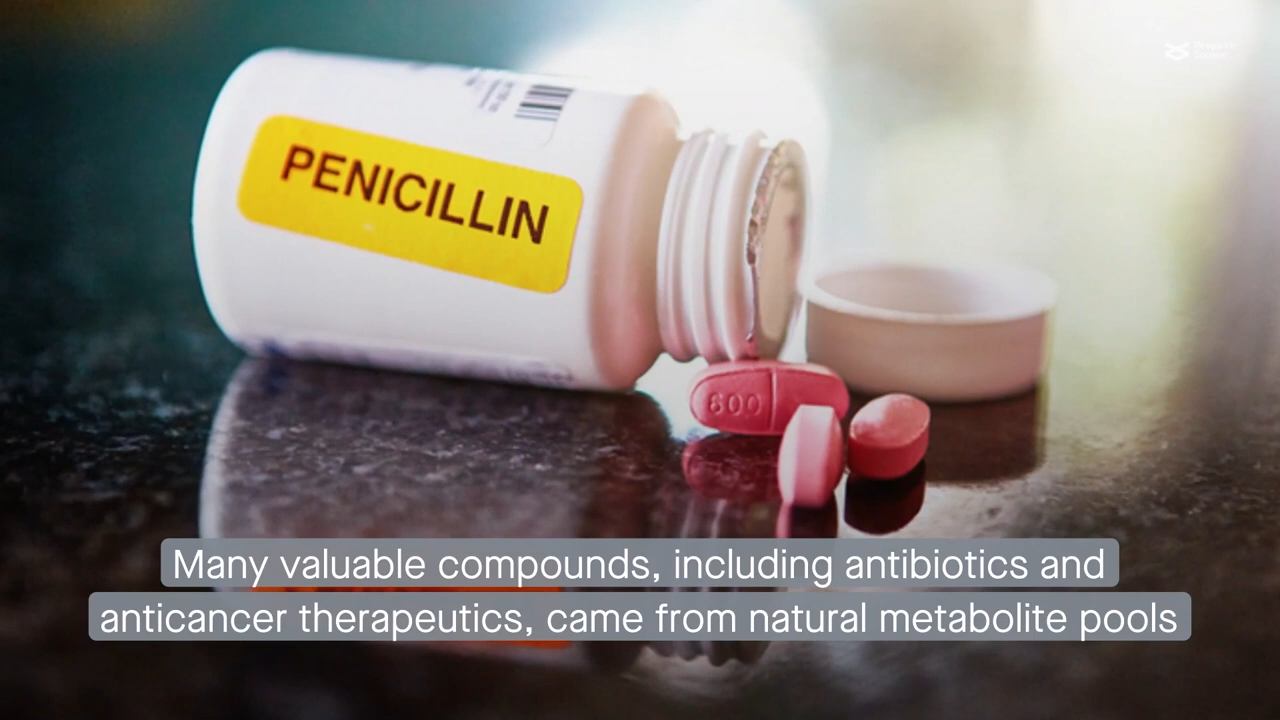 PENICILLIN
600
Many valuable compounds, including antibiotics and
anticancer therapeutics, came from natural metabolite pools